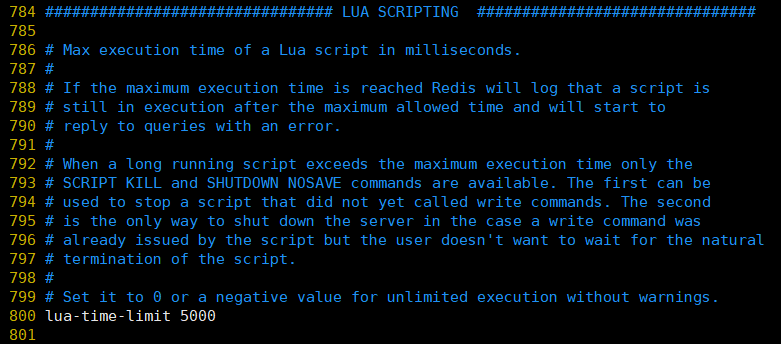 784 ################################ LUA SCRIPTING  ###############################
785
786 # Max execution time of a Lua script in milliseconds.
787 #
788 # If the maximum execution time is reached Redis will log that a script is
789 # still in execution after the maximum allowed time and will start to
790 # reply to queries with an error.
791 #
792 # When a long running script exceeds the maximum execution time only the
793 # SCRIPT KILL and SHUTDOWN NOSAVE commands are available. The first can be
794 # used to stop a script that did not yet called write commands. The second
795 # is the only way to shut down the server in the case a write command was
796 # already issued by the script but the user doesn't want to wait for the natural
797 # termination of the script.
798 #
799 # Set it to 0 or a negative value for unlimited execution without warnings.
800 lua-time-limit 5000
801